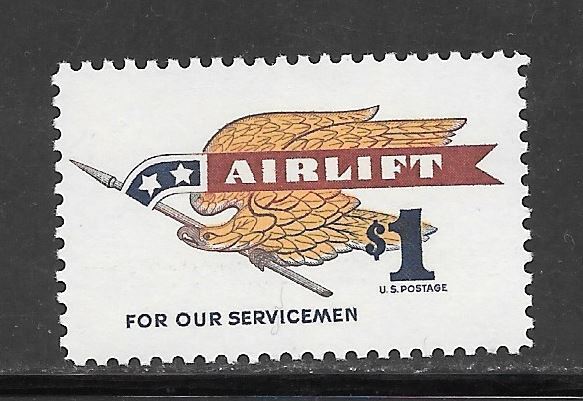 AIRLIFT
$1
U.S. POSTAGE
FOR OUR SERVICEMEN